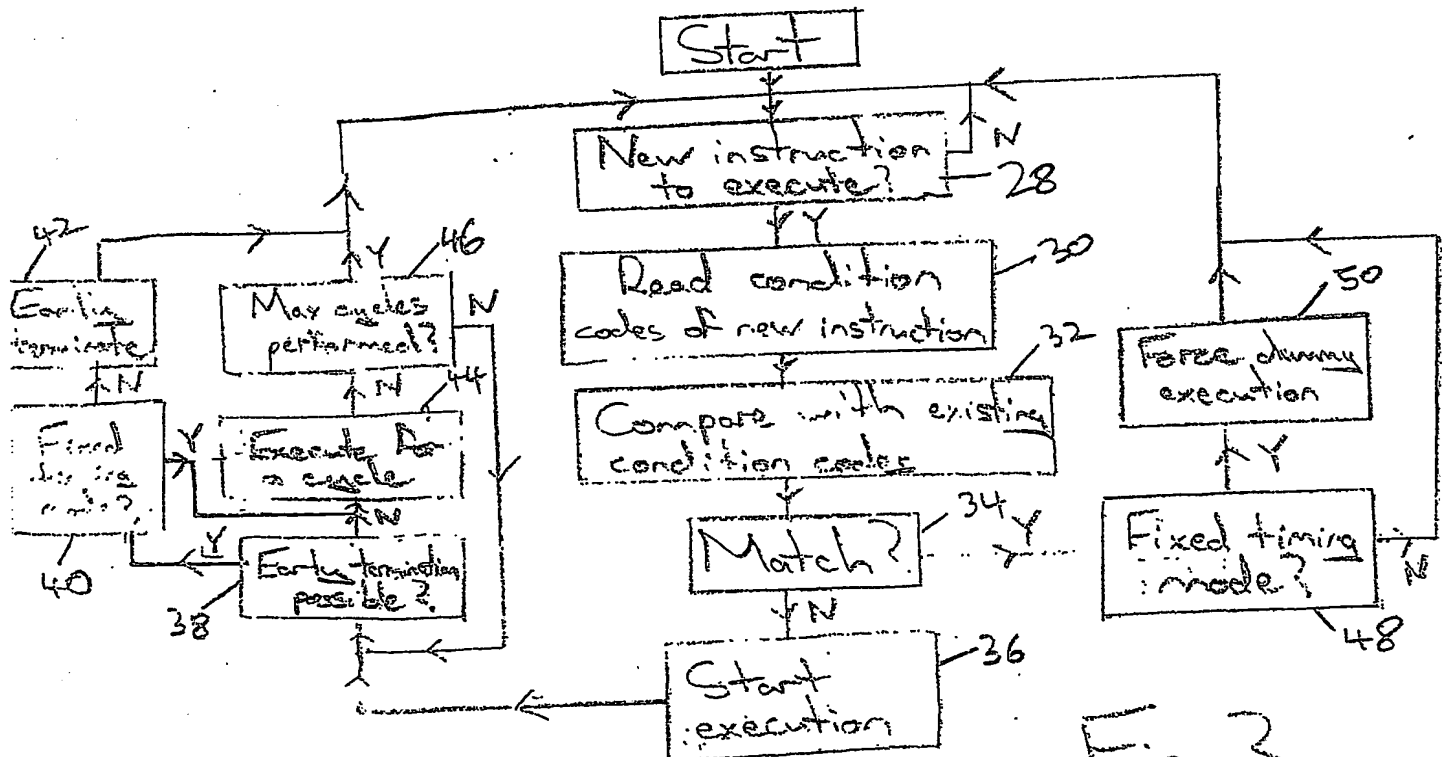 Start
New instruction
to execute?
N
28
Y
42
46
30
Read condition
codes of new instruction
50
Early
terminate
Y
Max cycles
performed?
N
32
Force dummy
execution
N
N
44
Compare with existing
condition codes
Fixed
timing
mode?
Y
Execute for
a cycle
Y
40
Y
N
34
Match?
Y
Fixed timing
mode?
N
38
Early termination
possible?
N
48
36
Start
execution